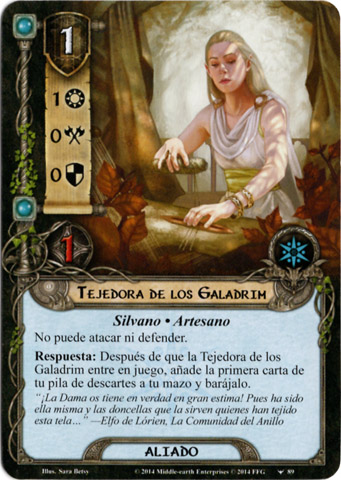 1
1
0
0
1
TEJEDORA DE LOS GALADRIM
Silvano • Artesano
No puede atacar ni defender.
Respuesta: Después de que la Tejedora de los
Galadrim entre en juego, añade la primera carta de
tu pila de descartes a tu mazo y barájalo.
“¡La Dama os tiene en verdad en gran estima! Pues ha sido
ella misma y las doncellas que la sirven quienes han tejido
esta tela...” —Elfo de Lórien, La Comunidad del Anillo
ALIADO
Illus. Sara Betsy © 2014 Middle-earth Enterprises © 2014 FFG 89